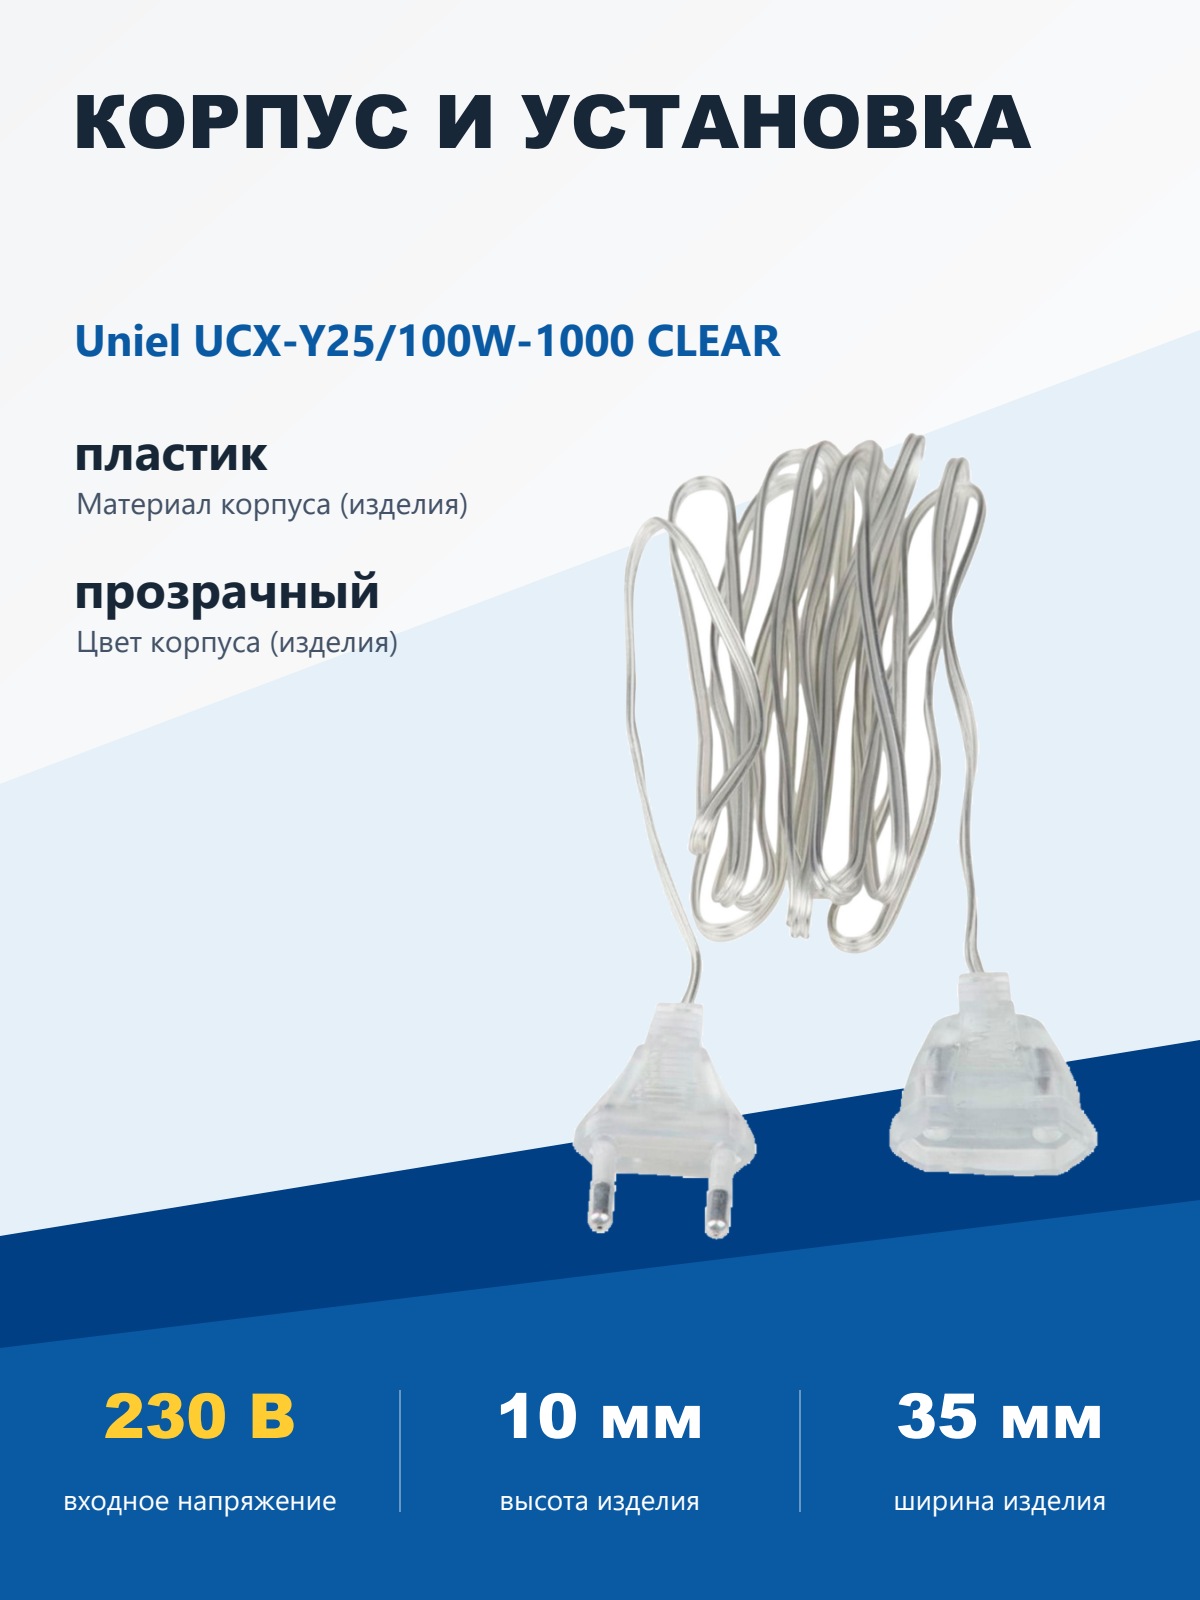 КОРПУС И УСТАНОВКА
Uniel UCX-Y25/100W-1000 CLEAR
пластик
Материал корпуса (изделия)
прозрачный
Цвет корпуса (изделия)
230 В
входное напряжение
10 мм
высота изделия
35 мм
ширина изделия